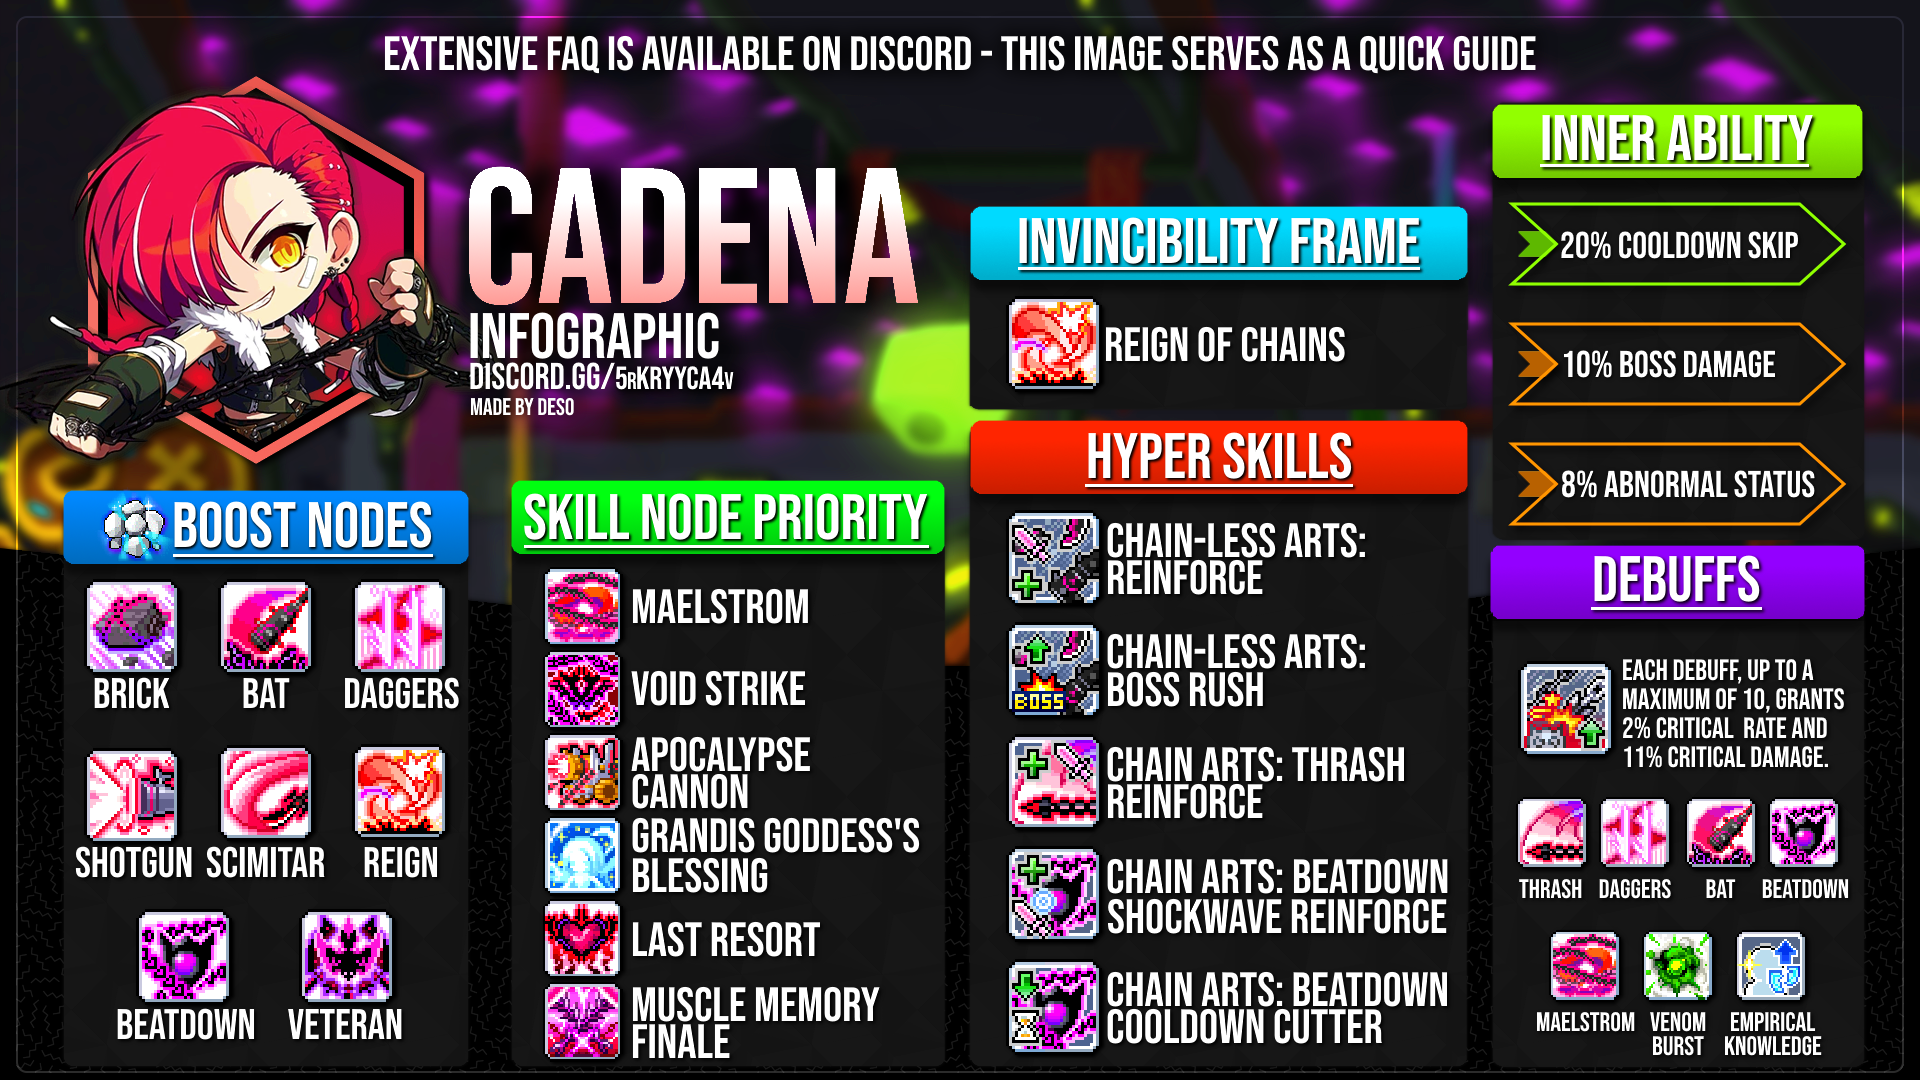 EXTENSIVE FAQ IS AVAILABLE ON DISCORD - THIS IMAGE SERVES AS A QUICK GUIDE
CADENA
INFOGRAPHIC
DISCORD.GG/5RKRYYCA4V
MADE BY DESO
BOOST NODES
BRICK
BAT
DAGGERS
SHOTGUN
SCIMITAR
REIGN
BEATDOWN
VETERAN
SKILL NODE PRIORITY
MAELSTROM
VOID STRIKE
APOCALYPSE
CANNON
GRANDIS GODDESS'S
BLESSING
LAST RESORT
MUSCLE MEMORY
FINALE
INVINCIBILITY FRAME
REIGN OF CHAINS
HYPER SKILLS
CHAIN-LESS ARTS:
REINFORCE
CHAIN-LESS ARTS:
BOSS RUSH
BOSS
CHAIN ARTS: THRASH
REINFORCE
CHAIN ARTS: BEATDOWN
SHOCKWAVE REINFORCE
CHAIN ARTS: BEATDOWN
COOLDOWN CUTTER
INNER ABILITY
20% COOLDOWN SKIP
10% BOSS DAMAGE
8% ABNORMAL STATUS
DEBUFFS
EACH DEBUFF, UP TO A
MAXIMUM OF 10, GRANTS
2% CRITICAL RATE AND
11% CRITICAL DAMAGE.
THRASH
DAGGERS
BAT
BEATDOWN
MAELSTROM
VENOM
BURST
EMPIRICAL
KNOWLEDGE